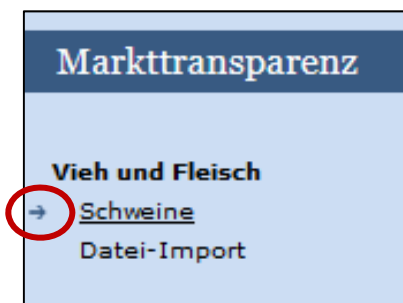 Markttransparenz
Vieh und Fleisch
→ Schweine
Datei-Import